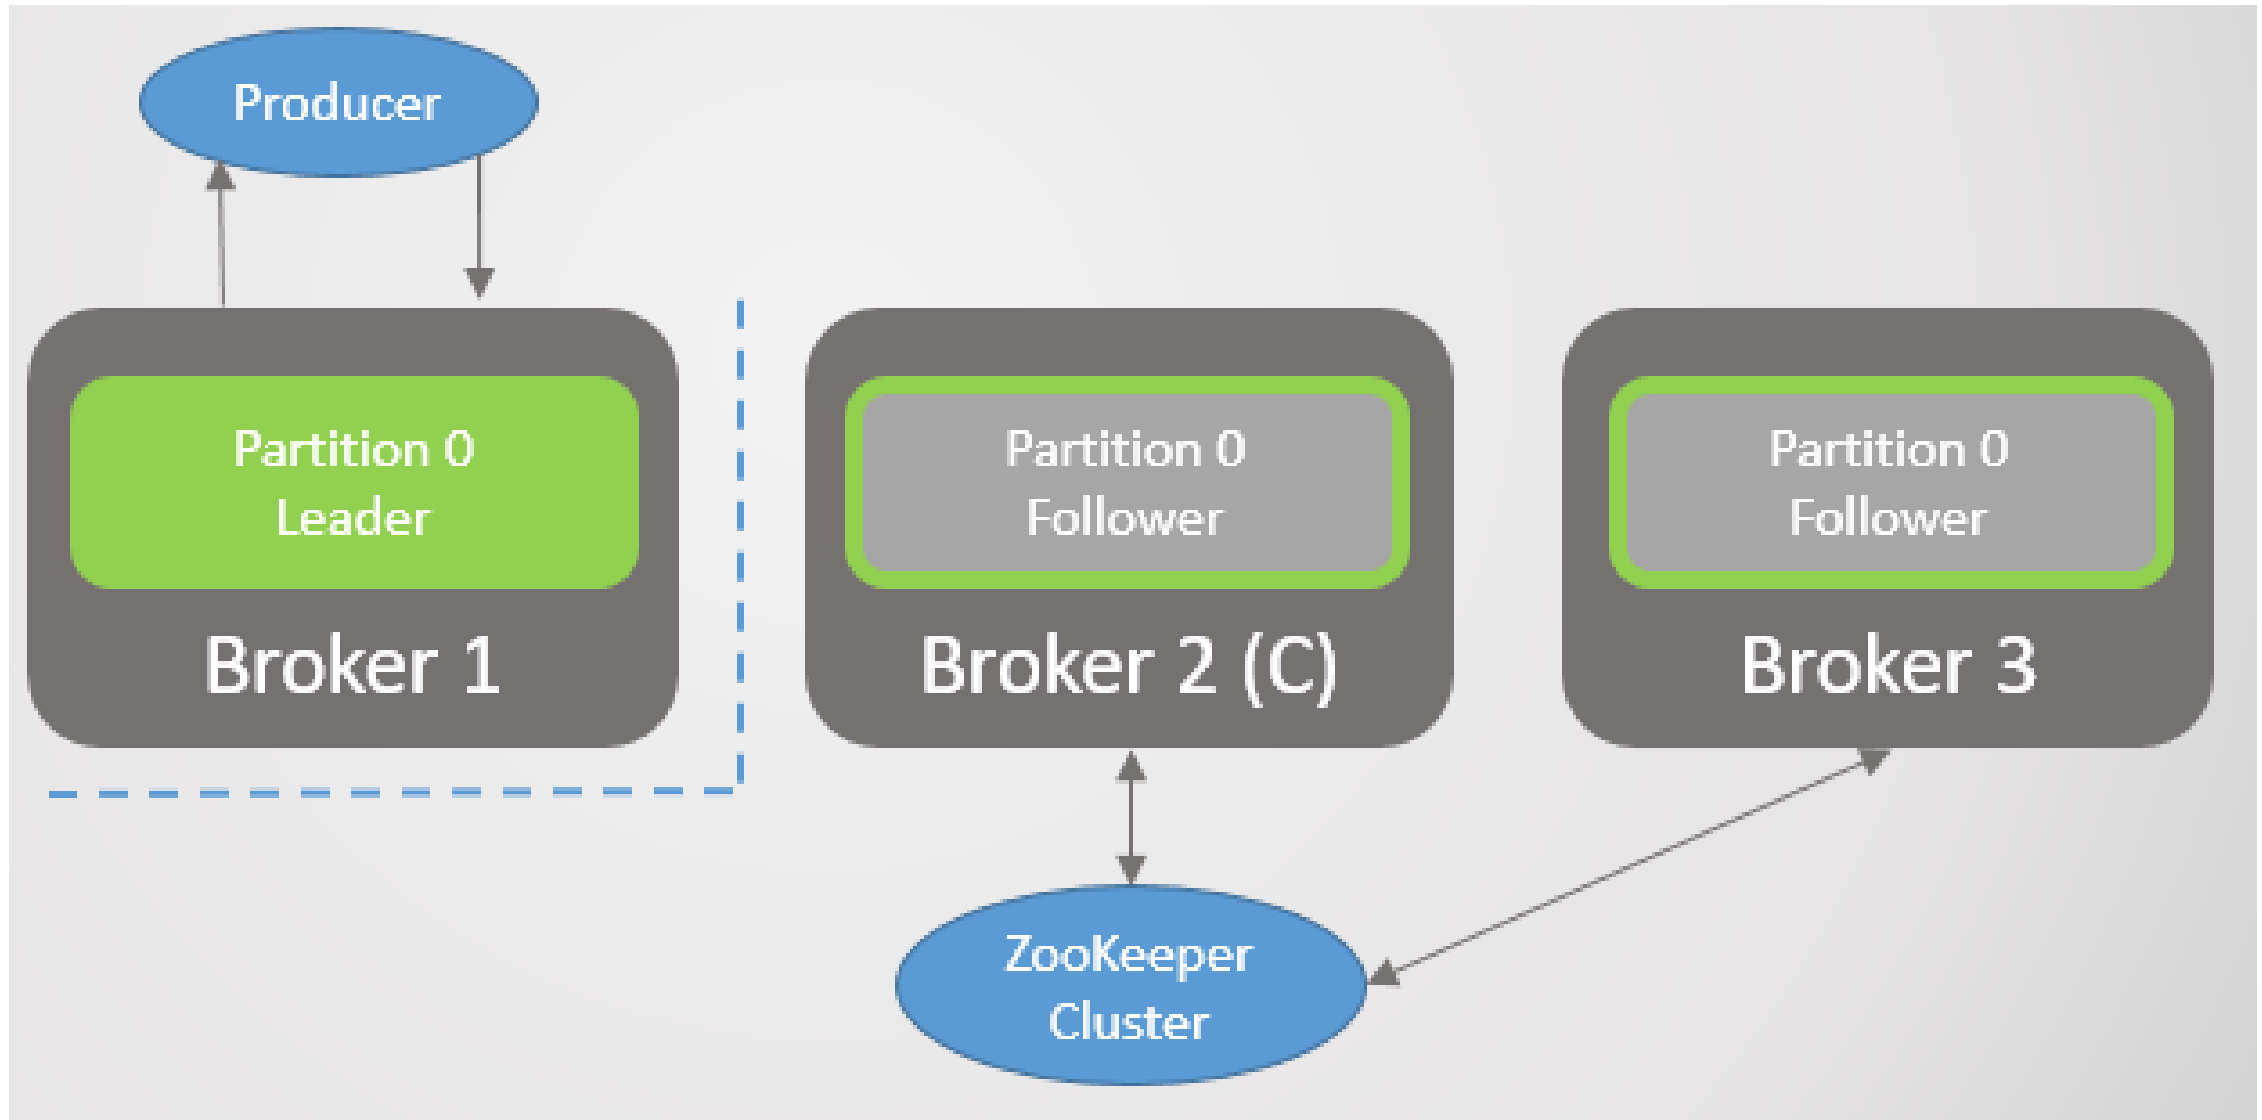 Producer
Partition 0
Leader
Broker 1
Partition 0
Follower
Broker 2 (C)
Partition 0
Follower
Broker 3
ZooKeeper
Cluster